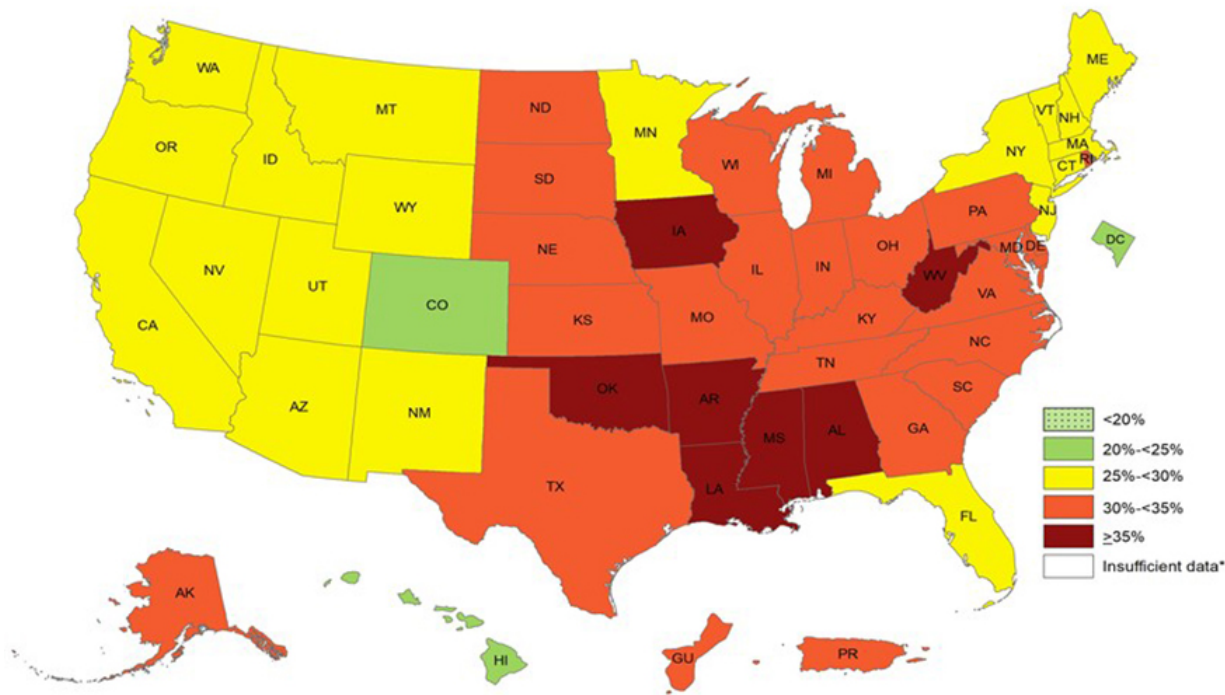 WA
MT
ND
MN
ME
VT
NH
OR
ID
SD
WI
MI
NY
MA
CT
RI
WY
IA
PA
NJ
NE
NV
UT
IL
IN
OH
MD
DE
DC
CO
WV
VA
CA
KS
MO
KY
NC
TN
OK
AR
SC
AZ
NM
MS
AL
GA
TX
LA
FL
<20%
20%-<25%
25%-<30%
30%-<35%
≥35%
Insufficient data*
AK
HI
GU
PR